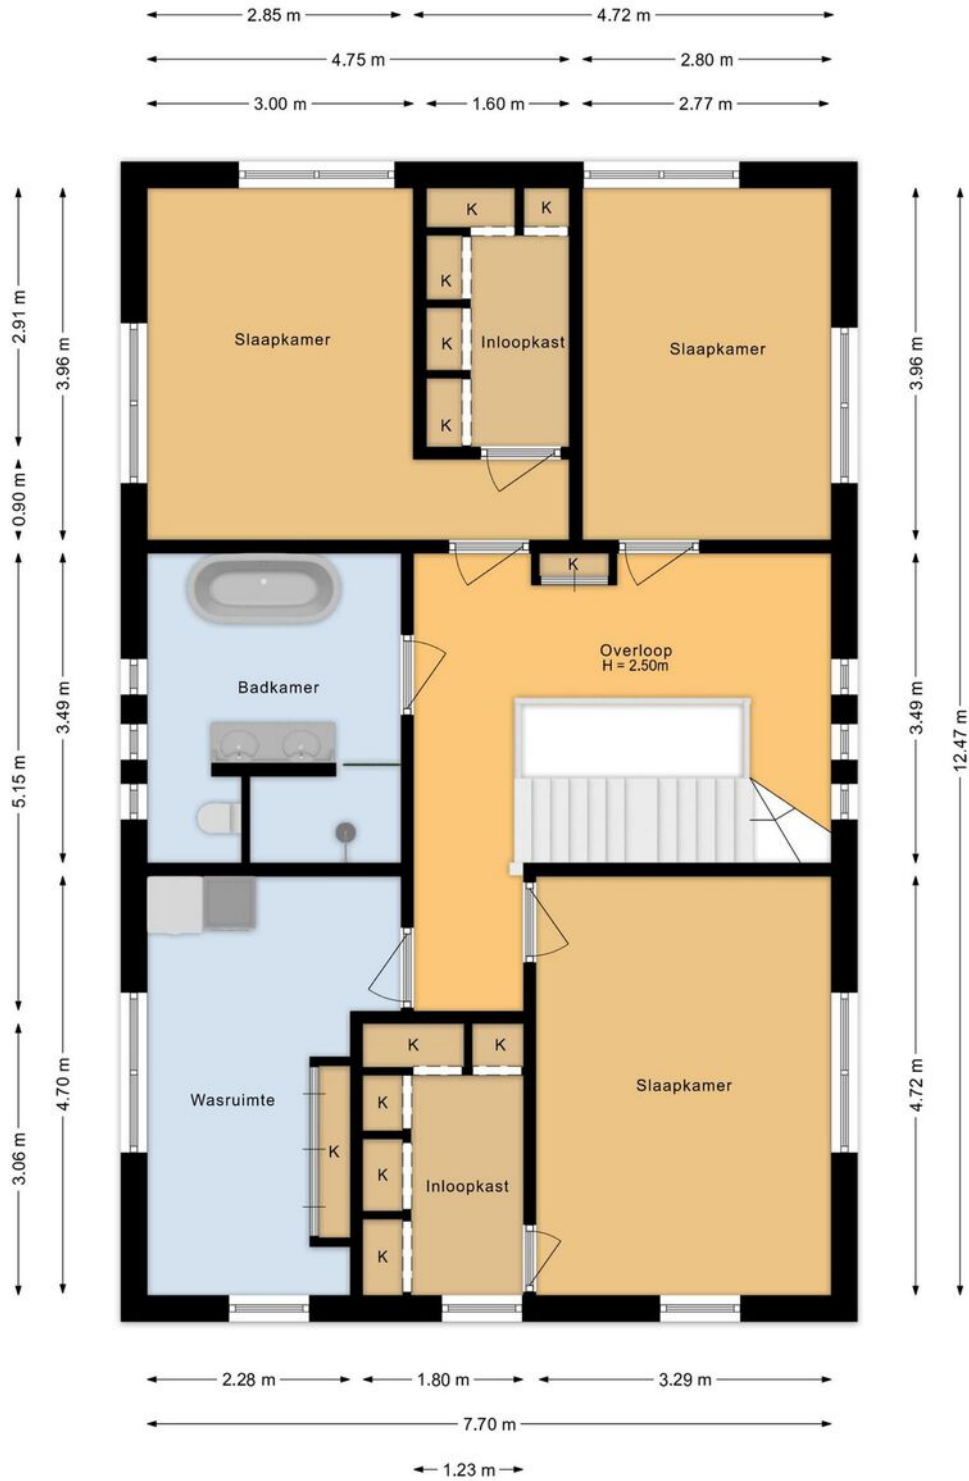 2.85 m 4.72 m
4.75 m 2.80 m
3.00 m 1.60 m 2.77 m
K K
K
K
K
Slaapkamer
Inloopkast
Slaapkamer
2.91 m
3.96 m
0.90 m
3.96 m
K
Overloop
H = 2.50m
Badkamer
3.49 m
5.15 m
3.49 m
12.47 m
K K
K
K
K
K
Wasruimte
Inloopkast
Slaapkamer
4.70 m
3.06 m
4.72 m
2.28 m 1.80 m 3.29 m
7.70 m
1.23 m